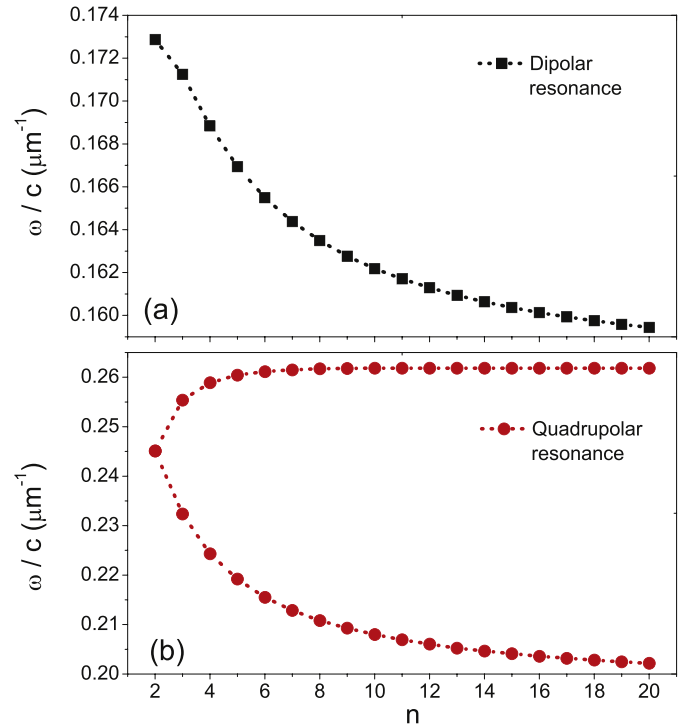 0.174
0.172
0.170
0.168
0.166
0.164
0.162
0.160
ω / c (μm⁻¹)
Dipolar
resonance
(a)
0.26
0.25
0.24
0.23
0.22
0.21
0.20
ω / c (μm⁻¹)
Quadrupolar
resonance
(b)
2 4 6 8 10 12 14 16 18 20
n